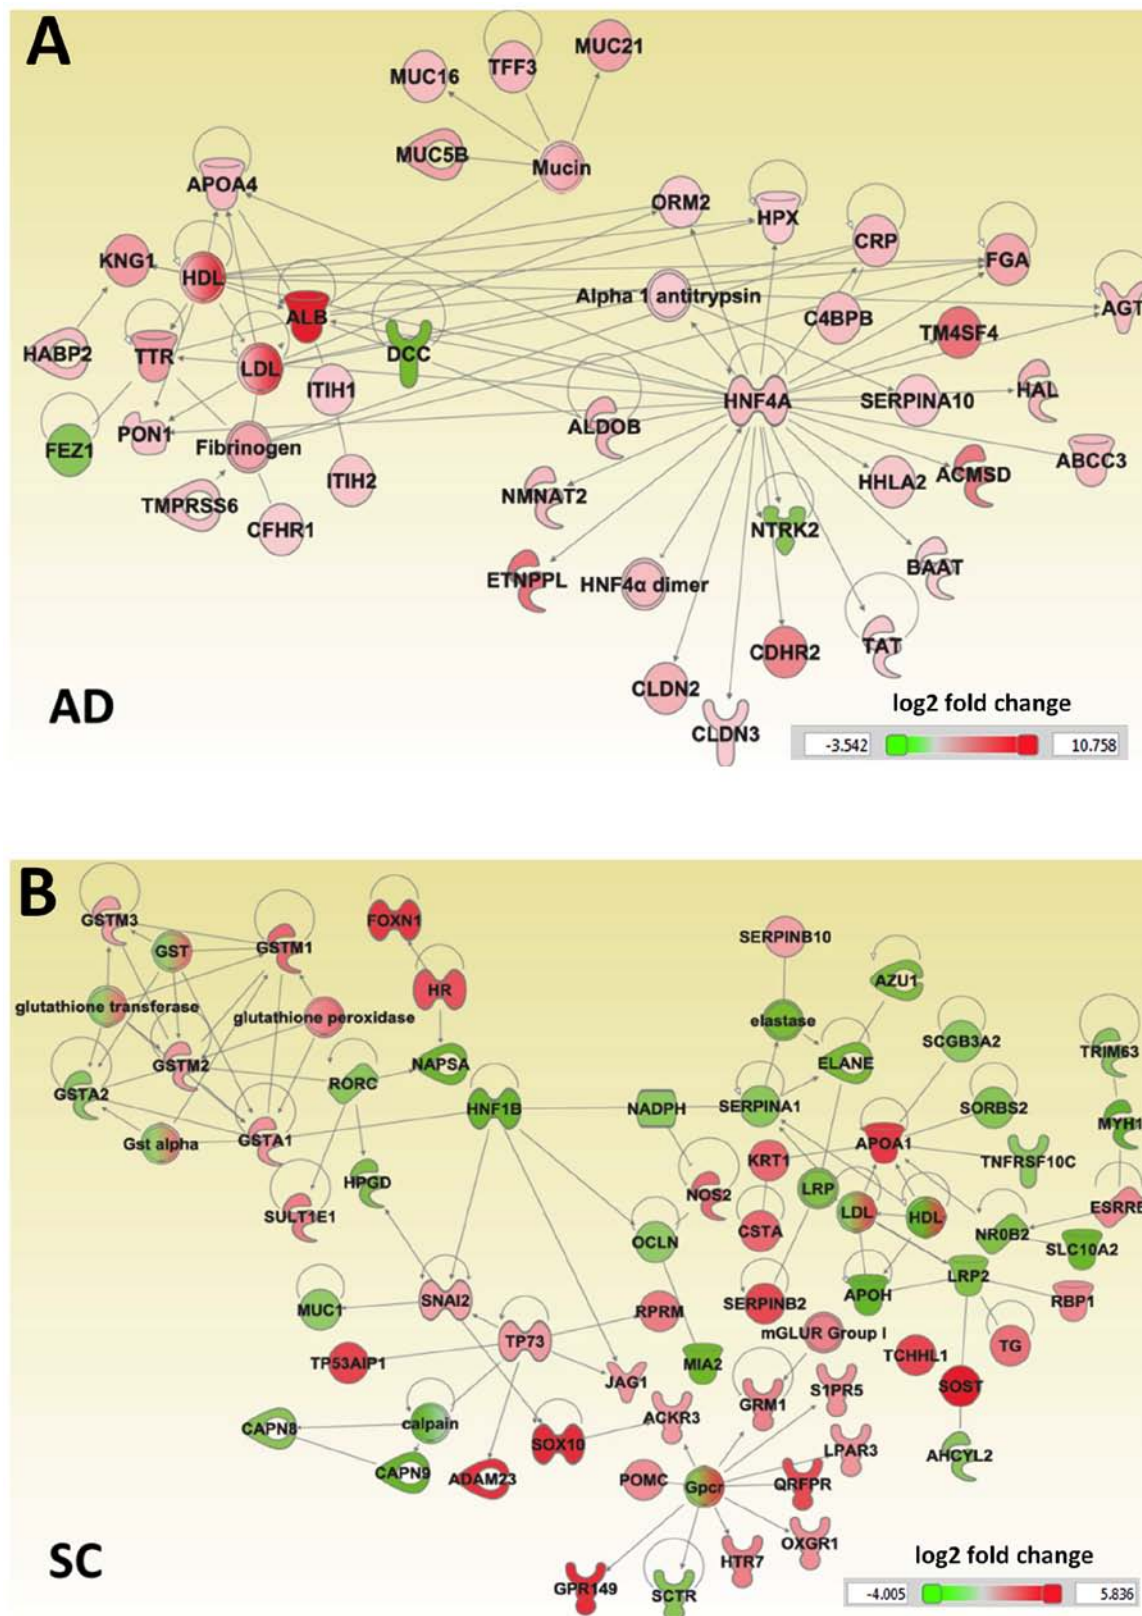 A
MUC21
TFF3
MUC16
MUC5B
Mucin
APOA4
ORM2
HPX
CRP
KNG1
HDL
FGA
Alpha 1 antitrypsin
ALB
C4BPB
AGT
TM4SF4
HABP2
TTR
LDL
DCC
ITIH1
HNF4A
SERPINA10
HAL
PON1
Fibrinogen
ALDOB
FEZ1
ITIH2
HHLA2
ACMSD
ABCC3
NMNAT2
TMPRSS6
CFHR1
NTRK2
ETNPPL
HNF4α dimer
BAAT
CDHR2
TAT
CLDN2
CLDN3
AD
log2 fold change
-3.542
10.758
B
GSTM3
FOXN1
SERPINB10
GST
GSTM1
AZU1
HR
glutathione transferase
glutathione peroxidase
elastase
SCGB3A2
TRIM63
NAPSA
ELANE
GSTM2
GSTA2
RORC
HNF1B
NADPH
SERPINA1
SORBS2
MYH1
Gst alpha
GSTA1
APOA1
TNFRSF10C
KRT1
HPGD
NOS2
LRP
SULT1E1
LDL
HDL
ESRRB
CSTA
NR0B2
OCLN
SLC10A2
LRP2
MUC1
SNAI2
RPRM
SERPINB2
APOH
RBP1
TP73
mGLUR Group I
TG
TP53AIP1
MIA2
TCHHL1
JAG1
S1PR5
SOST
CAPN8
calpain
ACKR3
GRM1
SOX10
LPAR3
AHCYL2
CAPN9
ADAM23
POMC
Gpcr
QRFPR
OXGR1
HTR7
GPR149
SCTR
SC
log2 fold change
-4.005
5.836